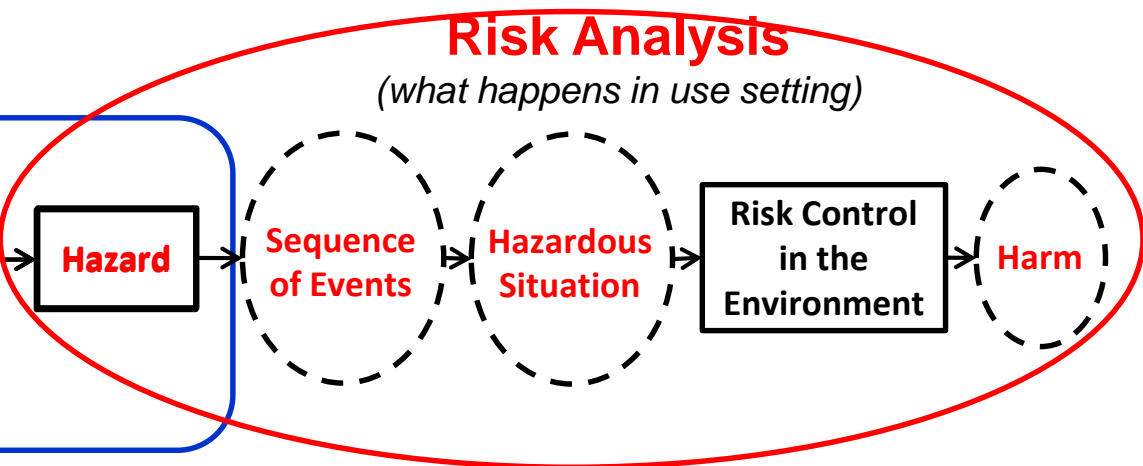 Risk Analysis
(what happens in use setting)
Hazard
Sequence
of Events
Hazardous
Situation
Risk Control
in the
Environment
Harm